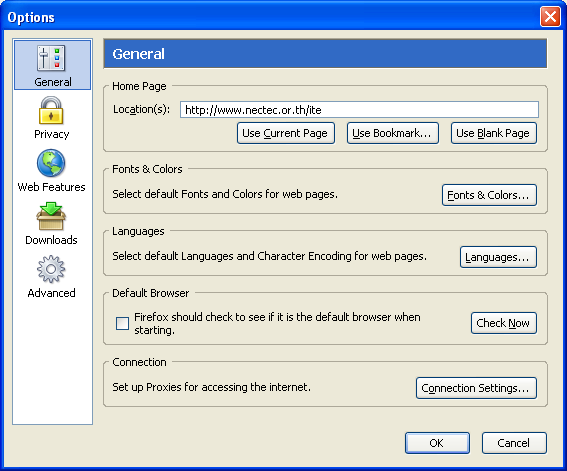 Options
General
Privacy
Web Features
Downloads
Advanced
General
Home Page
Location(s):
http://www.nectec.or.th/ite
Use Current Page
Use Bookmark...
Use Blank Page
Fonts & Colors
Select default Fonts and Colors for web pages.
Fonts & Colors...
Languages
Select default Languages and Character Encoding for web pages.
Languages...
Default Browser
Firefox should check to see if it is the default browser when
starting.
Check Now
Connection
Set up Proxies for accessing the internet.
Connection Settings...
OK
Cancel